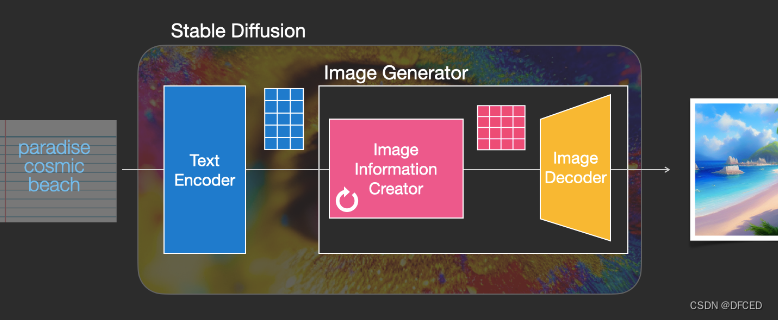 Stable Diffusion
Image Generator
paradise
cosmic
beach
Text
Encoder
Image
Information
Creator
Image
Decoder
CSDN @DFCED